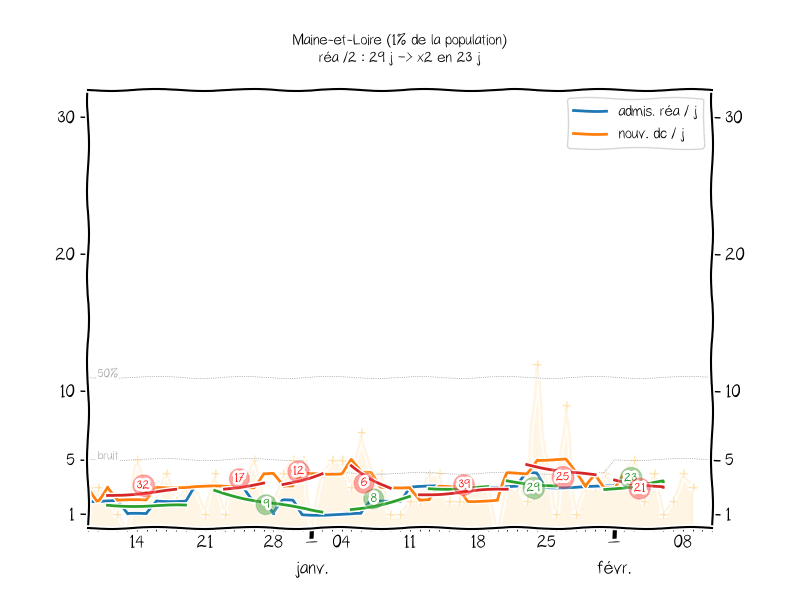 Maine-et-Loire (1% de la population)
réa /2 : 29 j -> x2 en 23 j
admis. réa / j
nouv. dc / j
30 30
20 20
50%
10 10
bruit
5 5
1 1
32 17 9 12 6 8 39 29 25 23 21
14 21 28 04 11 18 25 08
janv. févr.